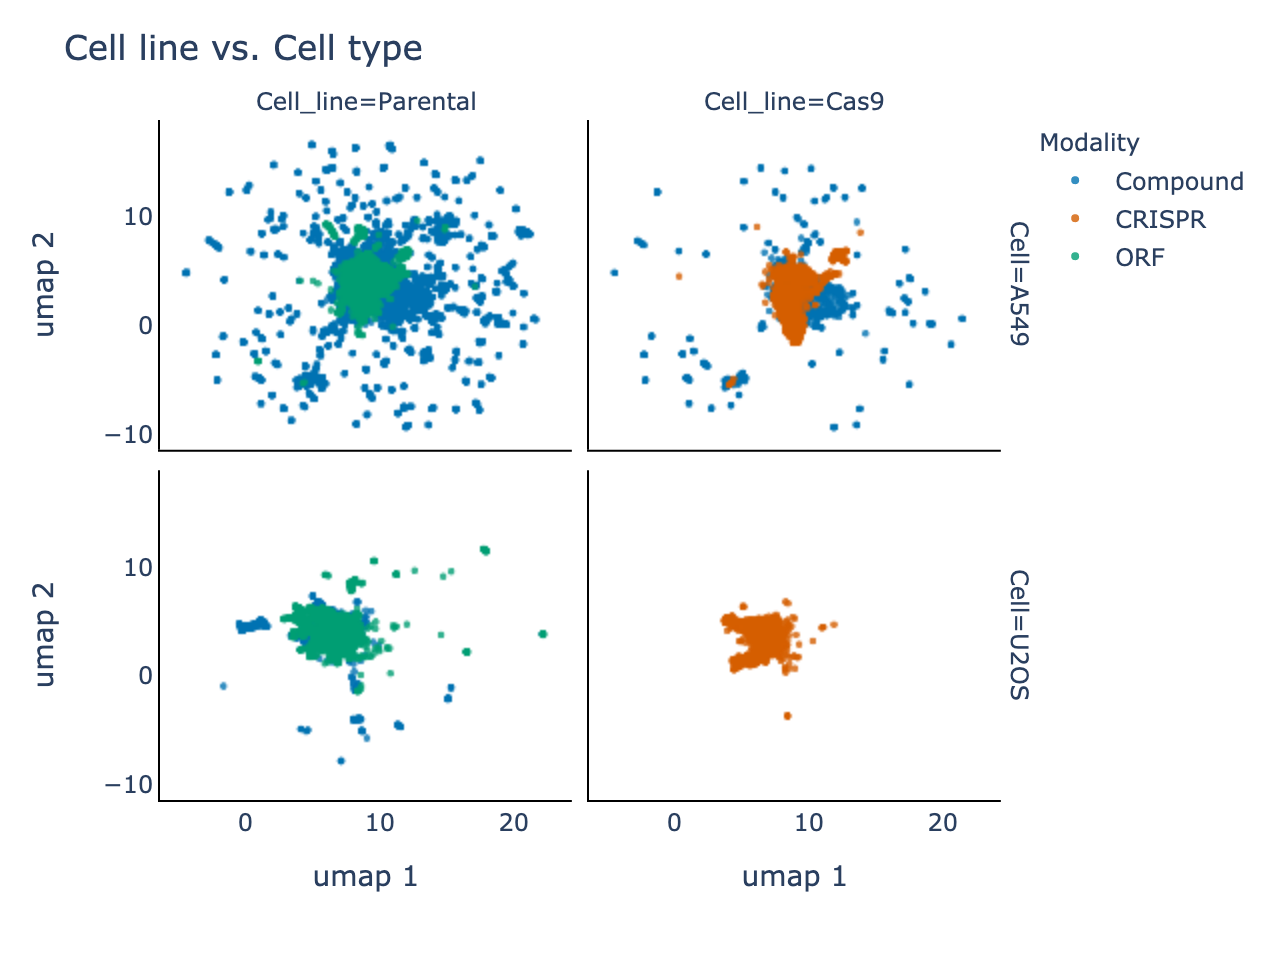 Cell line vs. Cell type
Cell_line=Parental
Cell_line=Cas9
Modality
Compound
CRISPR
ORF
umap 2
10
0
−10
Cell=A549
umap 2
10
0
−10
Cell=U2OS
0 10 20
0 10 20
umap 1
umap 1